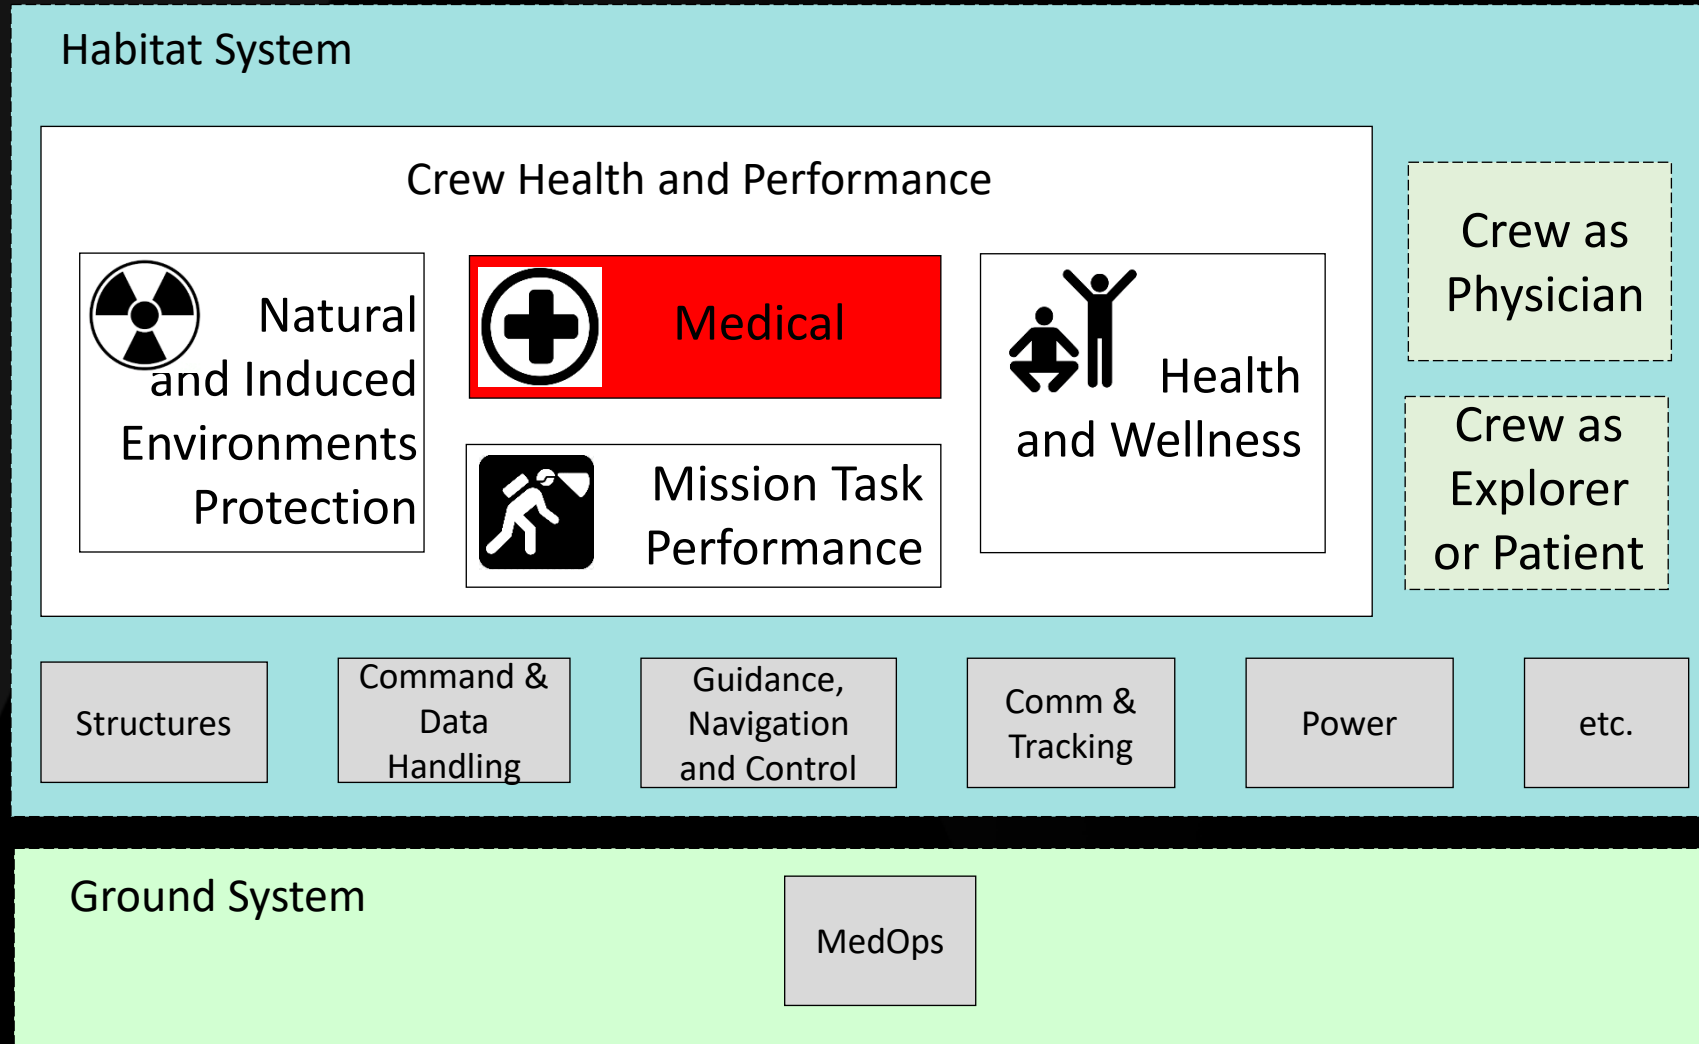 Habitat System
Crew Health and Performance
Natural
and Induced
Environments
Protection
Medical
Mission Task
Performance
Health
and Wellness
Crew as
Physician
Crew as
Explorer
or Patient
Structures
Command &
Data
Handling
Guidance,
Navigation
and Control
Comm &
Tracking
Power
etc.
Ground System
MedOps